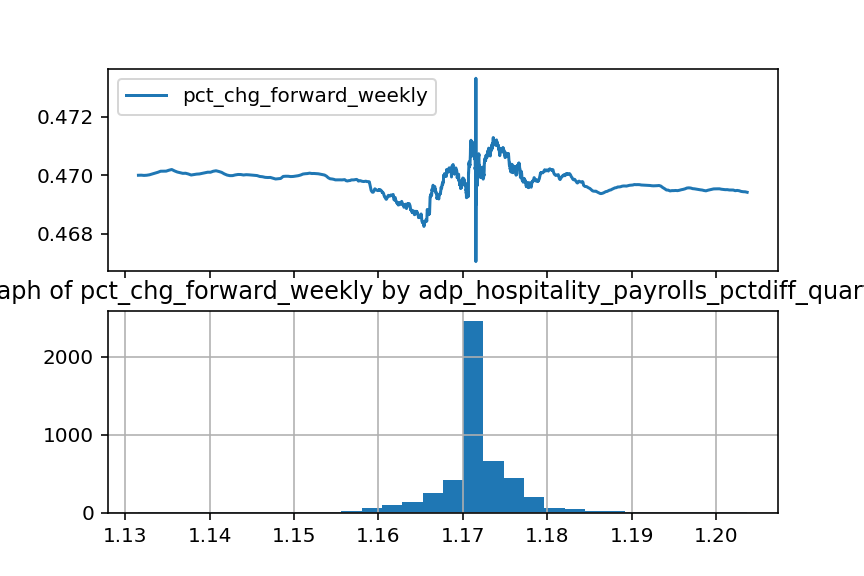 pct_chg_forward_weekly
0.472
0.470
0.468
aph of pct_chg_forward_weekly by adp_hospitality_payrolls_pctdiff_quar
2000
1000
0
1.13 1.14 1.15 1.16 1.17 1.18 1.19 1.20